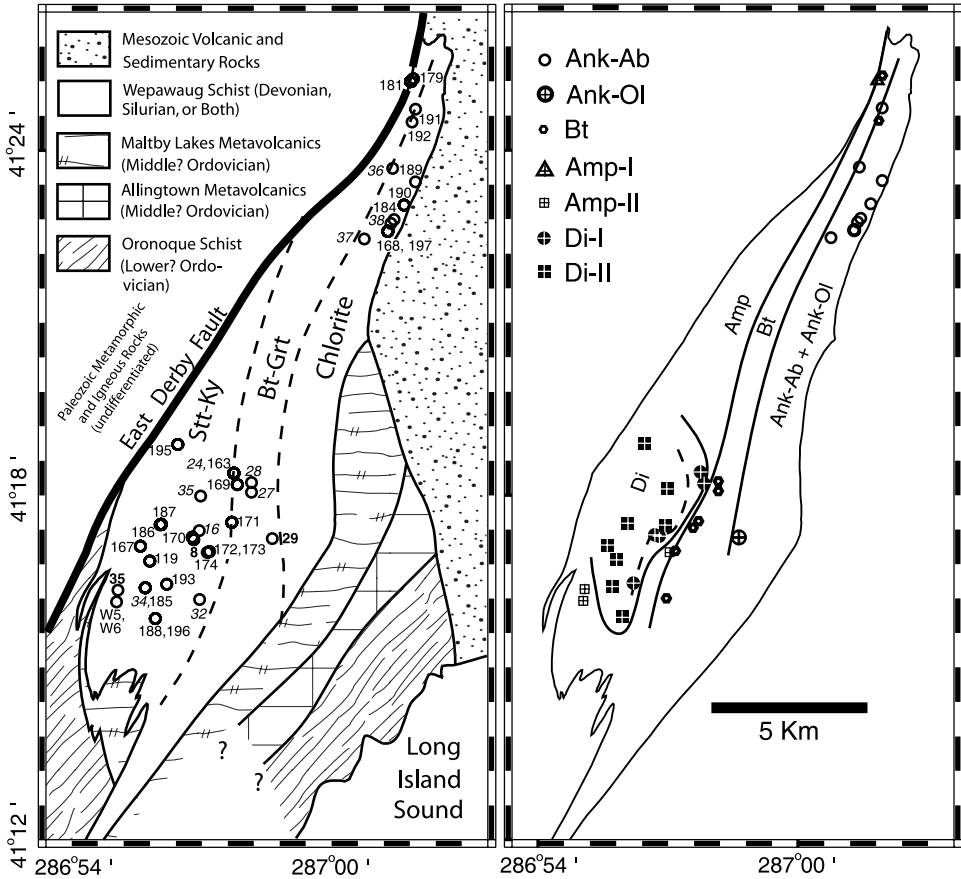 Mesozoic Volcanic and
Sedimentary Rocks
Wepawaug Schist (Devonian,
Silurian, or Both)
Maltby Lakes Metavolcanics
(Middle? Ordovician)
Allingtown Metavolcanics
(Middle? Ordovician)
Oronoque Schist
(Lower? Ordo-
vician)
Paleozoic Metamorphic
and Igneous Rocks
(undifferentiated)
East Derby Fault
Stt-Ky
Bt-Grt
Chlorite
181
179
191
192
36
189
190
184
38
37
168, 197
195
24,163
28
169
27
35
187
16
171
186
170
29
167
8
172,173
174
119
35
193
34,185
32
W5,
W6
188,196
?
?
Long
Island
Sound
41°24 '
41°18 '
41°12 '
286°54 '
287°00 '
Ank-Ab
Ank-Ol
Bt
Amp-I
Amp-II
Di-I
Di-II
Amp
Bt
Ank-Ab + Ank-Ol
Di
5 Km
286°54 '
287°00 '